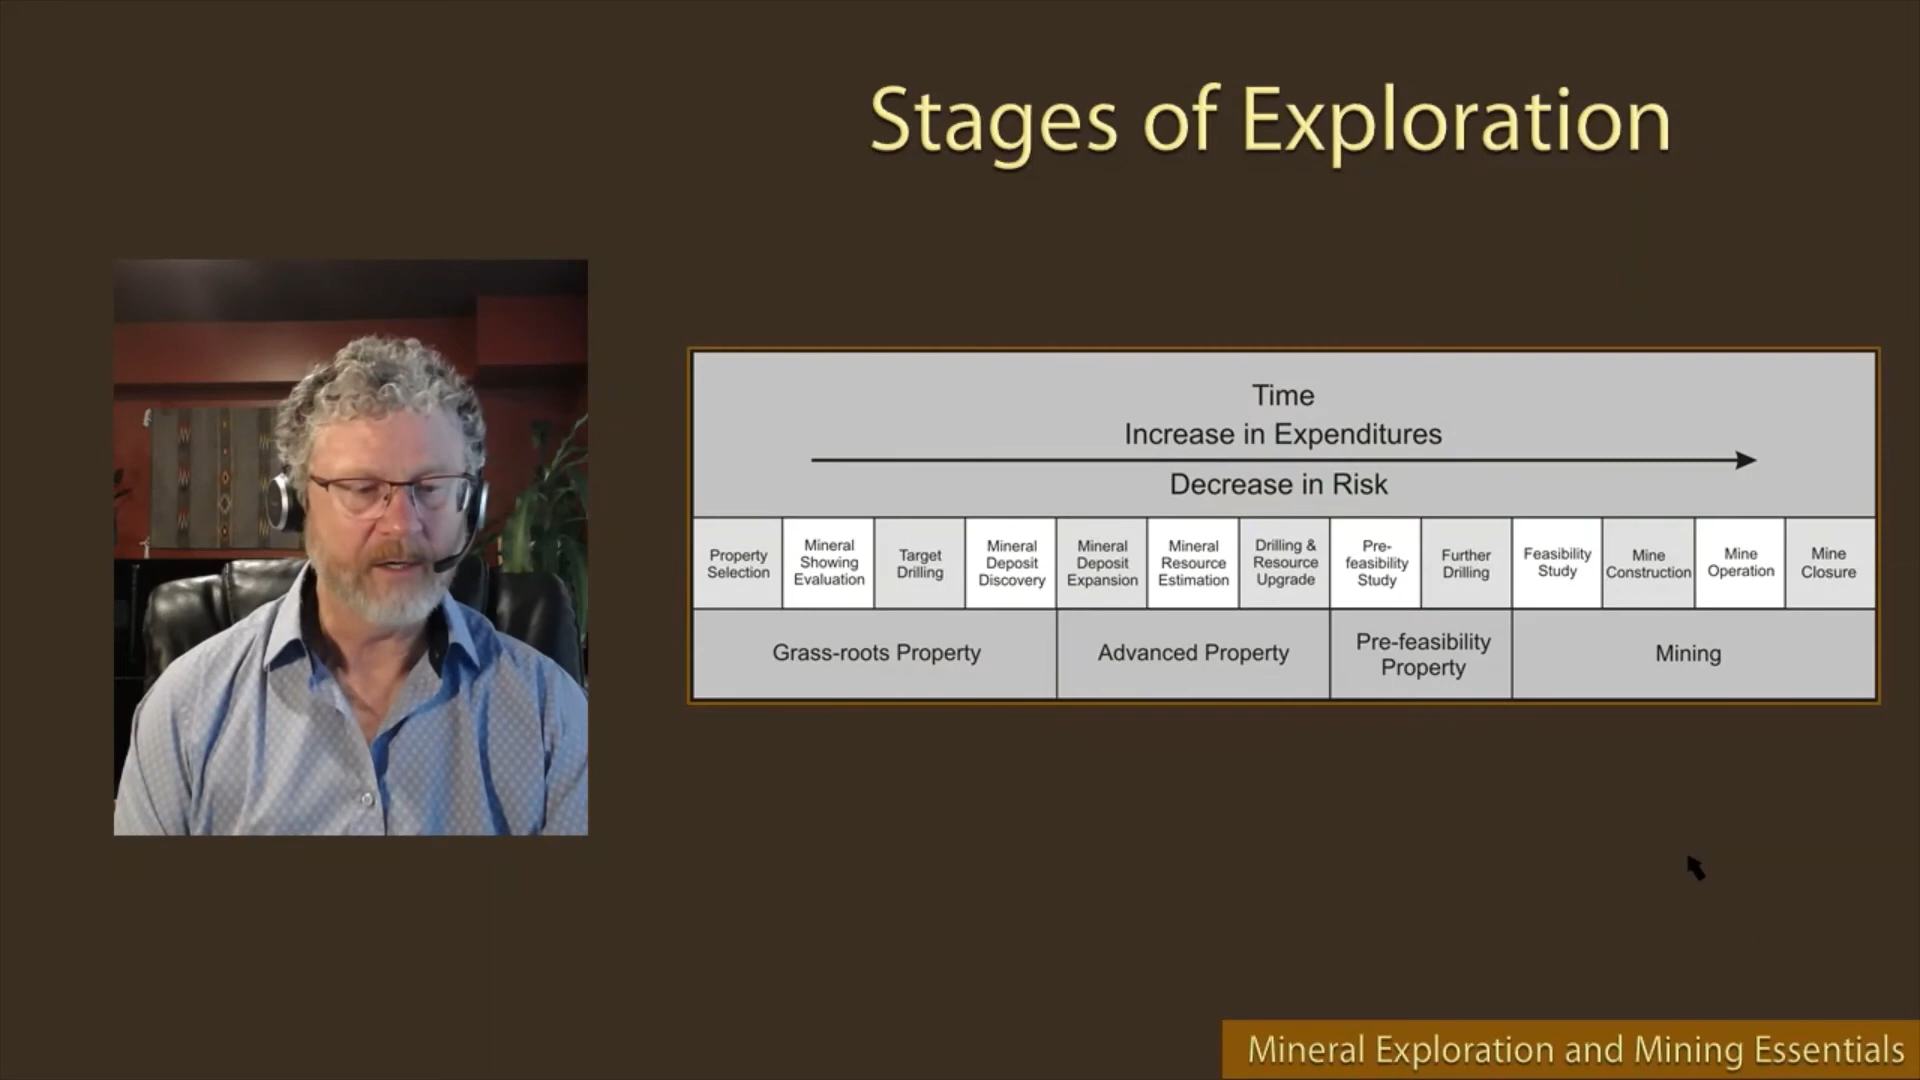 Stages of Exploration
Time
Increase in Expenditures
Decrease in Risk
Property
Selection
Mineral
Showing
Evaluation
Target
Drilling
Mineral
Deposit
Discovery
Mineral
Deposit
Expansion
Mineral
Resource
Estimation
Drilling &
Resource
Upgrade
Pre-
feasibility
Study
Further
Drilling
Feasibility
Study
Mine
Construction
Mine
Operation
Mine
Closure
Grass-roots Property
Advanced Property
Pre-feasibility
Property
Mining
Mineral Exploration and Mining Essentials